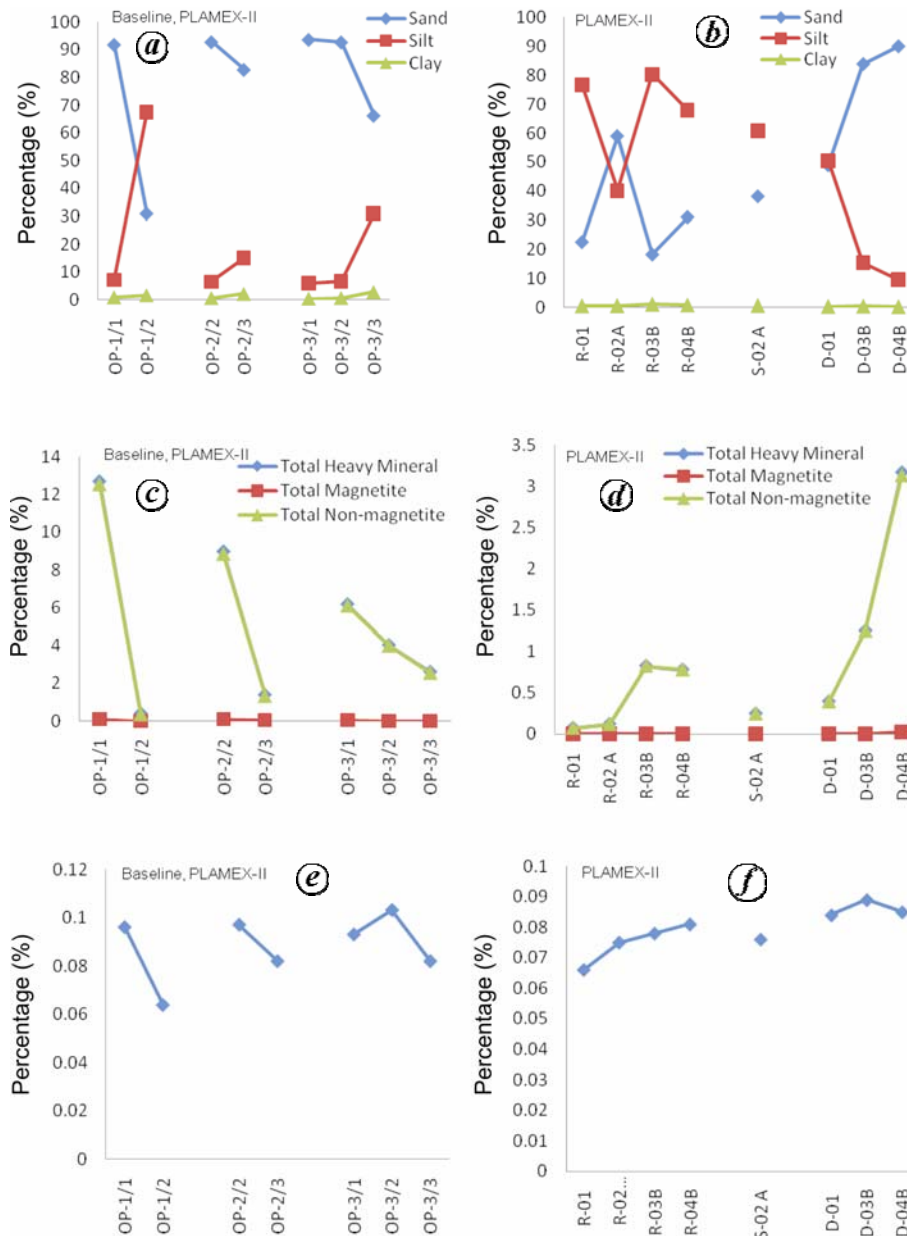 Baseline, PLAMEX-II
a
Sand
Silt
Clay
Percentage (%)
100
90
80
70
60
50
40
30
20
10
0
OP-1/1
OP-1/2
OP-2/2
OP-2/3
OP-3/1
OP-3/2
OP-3/3
PLAMEX-II
b
Sand
Silt
Clay
Percentage (%)
100
90
80
70
60
50
40
30
20
10
0
R-01
R-02 A
R-03B
R-04B
S-02 A
D-01
D-03B
D-04B
Baseline, PLAMEX-II
c
Total Heavy Mineral
Total Magnetite
Total Non-magnetite
Percentage (%)
14
12
10
8
6
4
2
0
OP-1/1
OP-1/2
OP-2/2
OP-2/3
OP-3/1
OP-3/2
OP-3/3
PLAMEX-II
d
Total Heavy Mineral
Total Magnetite
Total Non-magnetite
Percentage (%)
3.5
3
2.5
2
1.5
1
0.5
0
R-01
R-02 A
R-03B
R-04B
S-02 A
D-01
D-03B
D-04B
Baseline, PLAMEX-II
e
Percentage (%)
0.12
0.1
0.08
0.06
0.04
0.02
0
OP-1/1
OP-1/2
OP-2/2
OP-2/3
OP-3/1
OP-3/2
OP-3/3
PLAMEX-II
f
Percentage (%)
0.1
0.09
0.08
0.07
0.06
0.05
0.04
0.03
0.02
0.01
0
R-01
R-02...
R-03B
R-04B
S-02 A
D-01
D-03B
D-04B